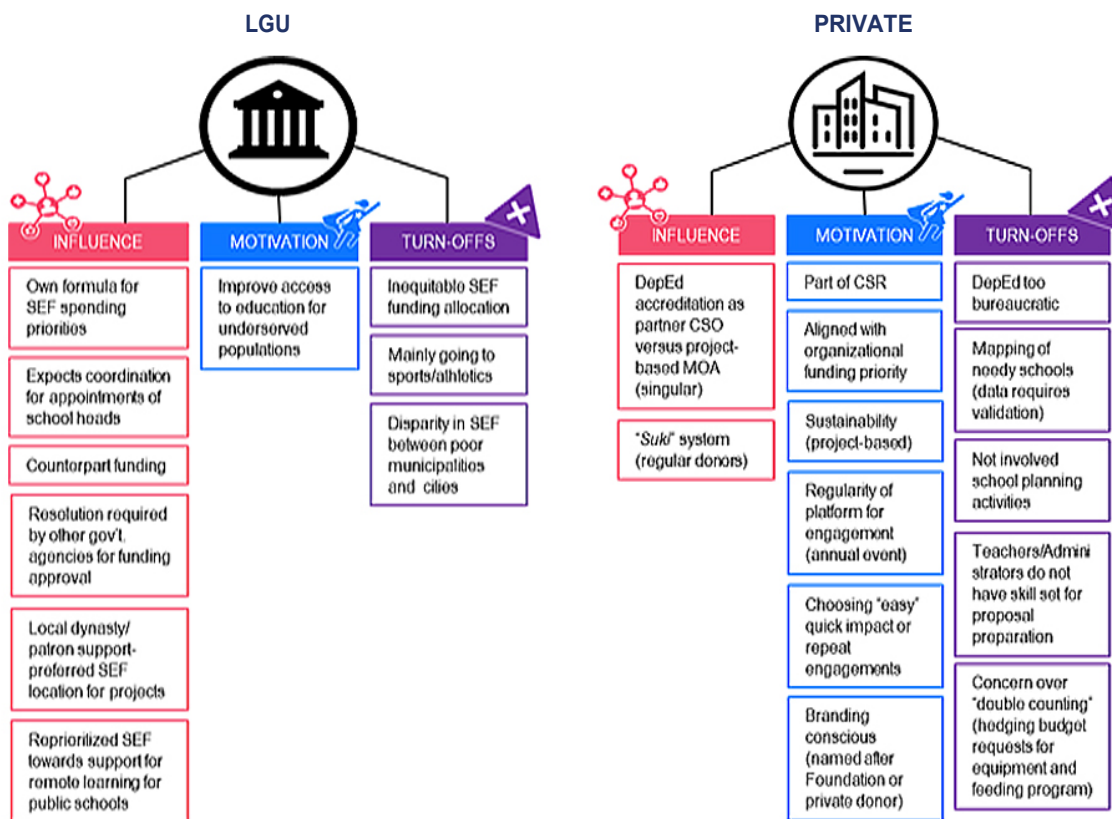 LGU
INFLUENCE
Own formula for
SEF spending
priorities
Expects coordination
for appointments of
school heads
Counterpart funding
Resolution required
by other gov't.
agencies for funding
approval
Local dynasty/
patron support-
preferred SEF
location for projects
Reprioritized SEF
towards support for
remote learning for
public schools
MOTIVATION
Improve access
to education for
underserved
populations
TURN-OFFS
Inequitable SEF
funding allocation
Mainly going to
sports/athletics
Disparity in SEF
between poor
municipalities
and cities
PRIVATE
INFLUENCE
DepEd
accreditation as
partner CSO
versus project-
based MOA
(singular)
"Suki" system
(regular donors)
MOTIVATION
Part of CSR
Aligned with
organizational
funding priority
Sustainability
(project-based)
Regularity of
platform for
engagement
(annual event)
Choosing "easy"
quick impact or
repeat
engagements
Branding
conscious
(named after
Foundation or
private donor)
TURN-OFFS
DepEd too
bureaucratic
Mapping of
needy schools
(data requires
validation)
Not involved
school planning
activities
Teachers/Admini
strators do not
have skill set for
proposal
preparation
Concern over
"double counting"
(hedging budget
requests for
equipment and
feeding program)